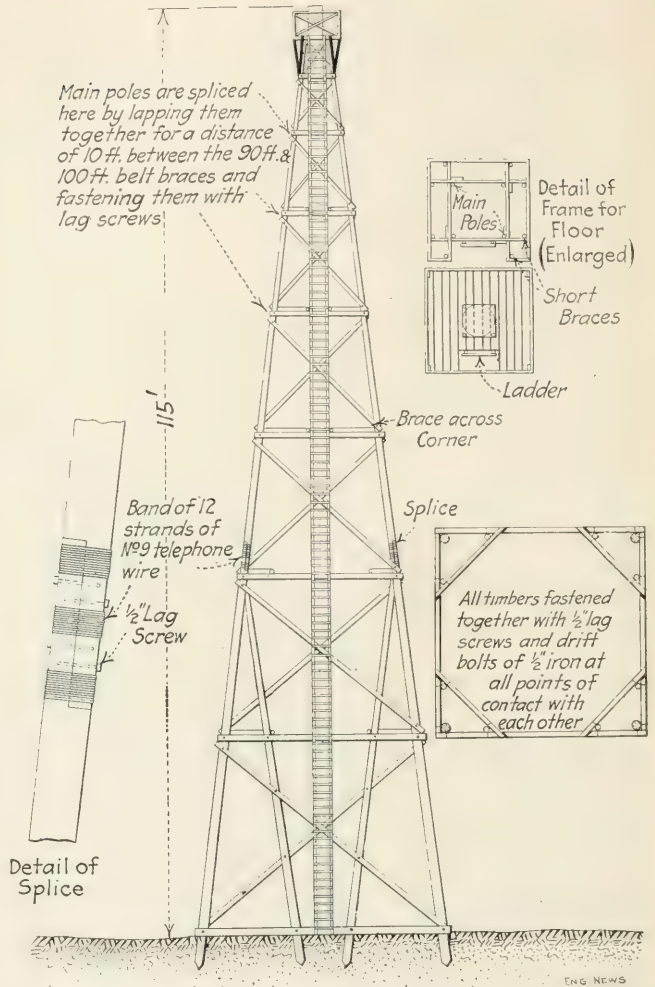 Main poles are spliced
here by lapping them
together for a distance
of 10 ft. between the 90 ft. &
100 ft. belt braces and
fastening them with
lag screws
115'
Detail of
Frame for
Floor
(Enlarged)
Main
Poles
Short
Braces
Ladder
Brace across
Corner
Band of 12
strands of
Nº9 telephone
wire
½" Lag
Screw
Splice
All timbers fastened
together with ½" lag
screws and drift
bolts of ½" iron at
all points of
contact with
each other
Detail of
Splice
ENG NEWS